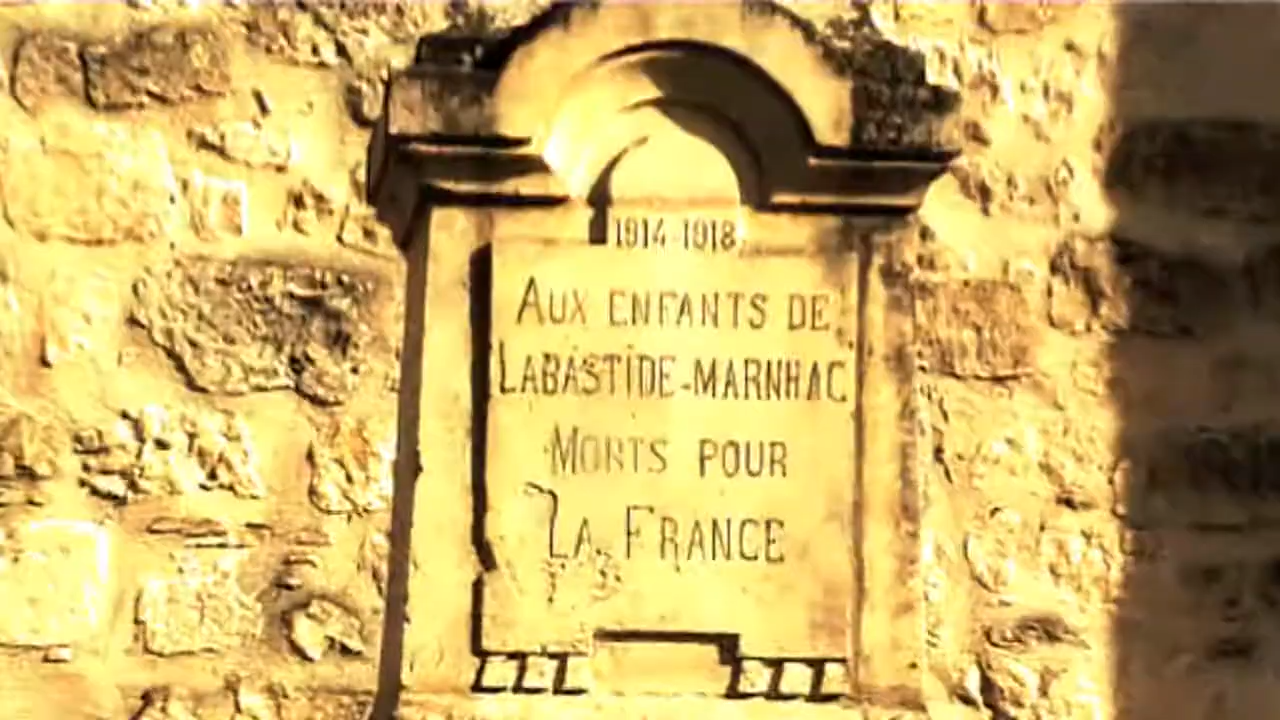 1914-1918
AUX ENFANTS DE
LABASTIDE-MARNHAC
MORTS POUR
LA FRANCE